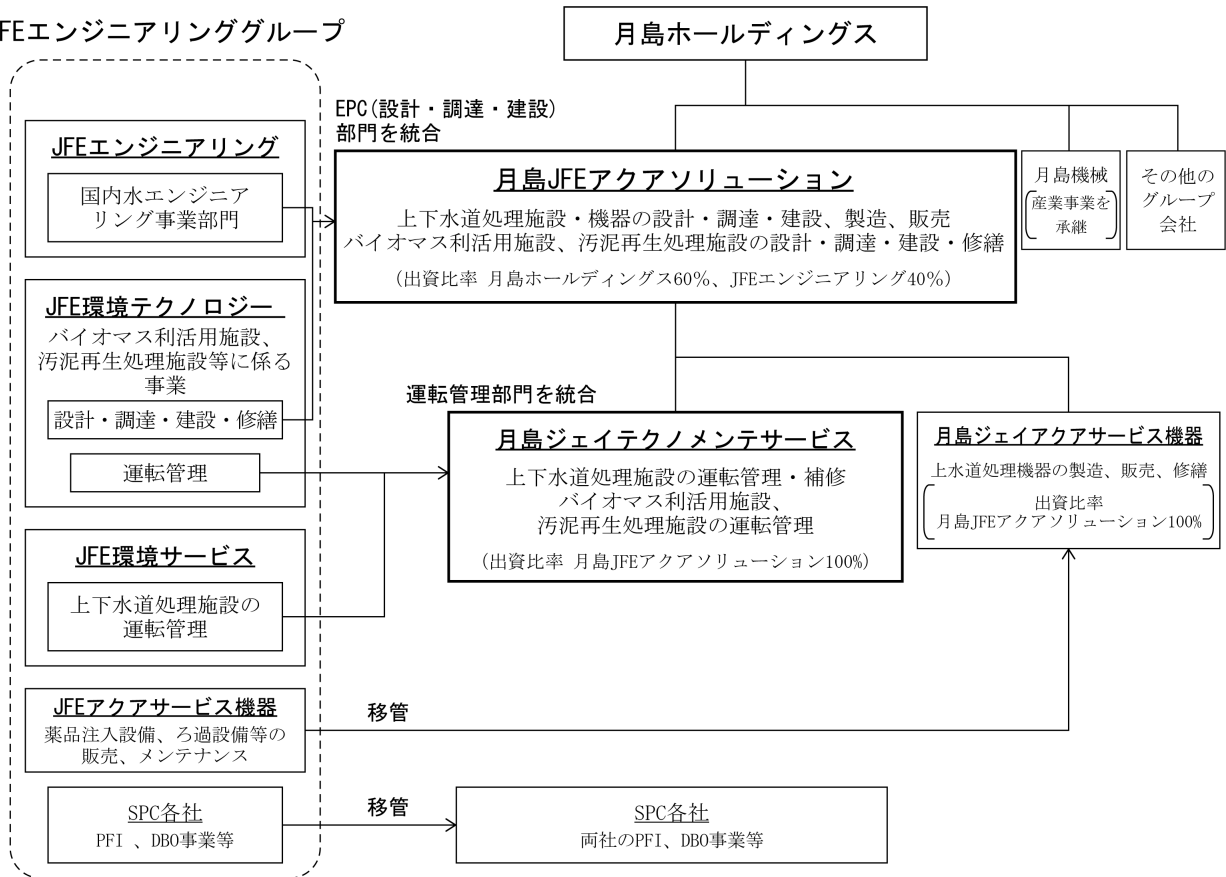 FEエンジニアリンググループ
月島ホールディングス
EPC(設計・調達・建設)
部門を統合
JFEエンジニアリング
国内水エンジニア
リング事業部門
月島JFEアクアソリューション
上下水道処理施設・機器の設計・調達・建設、製造、販売
バイオマス利活用施設、汚泥再生処理施設の設計・調達・建設・修繕
(出資比率 月島ホールディングス60%、JFEエンジニアリング40%)
月島機械
産業事業を
承継
その他の
グループ
会社
JFE環境テクノロジー
バイオマス利活用施設、
汚泥再生処理施設等に係る
事業
設計・調達・建設・修繕
運転管理
運転管理部門を統合
月島ジェイテクノメンテサービス
上下水道処理施設の運転管理・補修
バイオマス利活用施設、
汚泥再生処理施設の運転管理
(出資比率 月島JFEアクアソリューション100%)
月島ジェイアクアサービス機器
上水道処理機器の製造、販売、修繕
出資比率
月島JFEアクアソリューション100%
JFE環境サービス
上下水道処理施設の
運転管理
JFEアクアサービス機器
薬品注入設備、ろ過設備等の
販売、メンテナンス
移管
SPC各社
PFI 、DBO事業等
移管
SPC各社
両社のPFI、DBO事業等